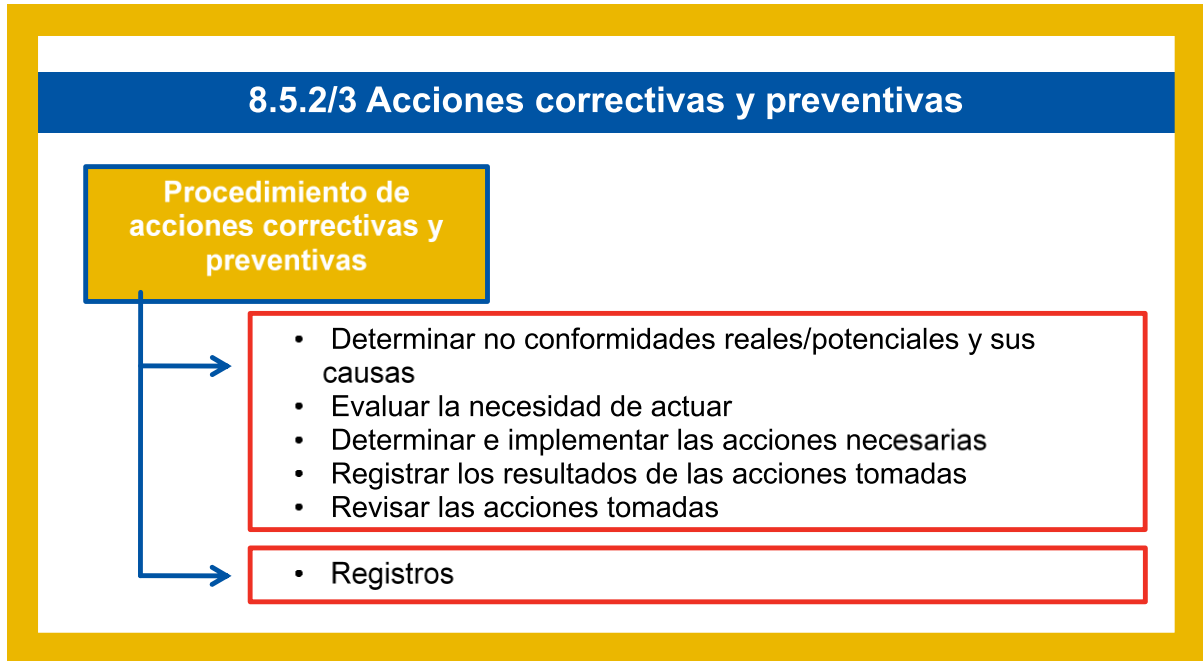 8.5.2/3 Acciones correctivas y preventivas
Procedimiento de
acciones correctivas y
preventivas
• Determinar no conformidades reales/potenciales y sus
causas
• Evaluar la necesidad de actuar
• Determinar e implementar las acciones necesarias
• Registrar los resultados de las acciones tomadas
• Revisar las acciones tomadas
• Registros